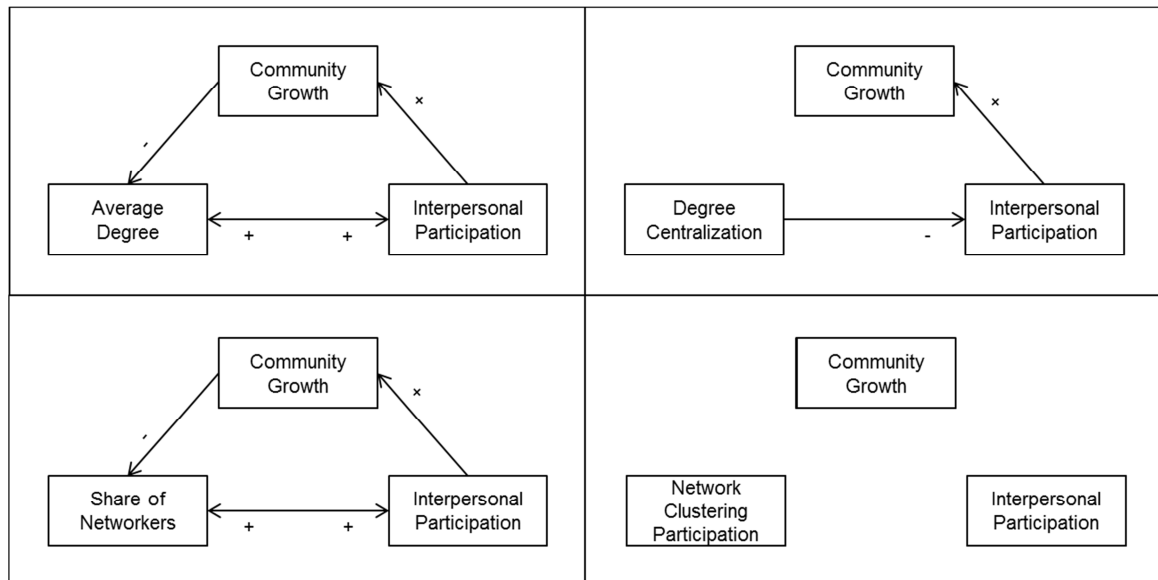 Community
Growth
×
-
Average
Degree
Interpersonal
Participation
+
+
Community
Growth
×
Degree
Centralization
Interpersonal
Participation
-
Community
Growth
×
-
Share of
Networkers
Interpersonal
Participation
+
+
Community
Growth
Network
Clustering
Participation
Interpersonal
Participation